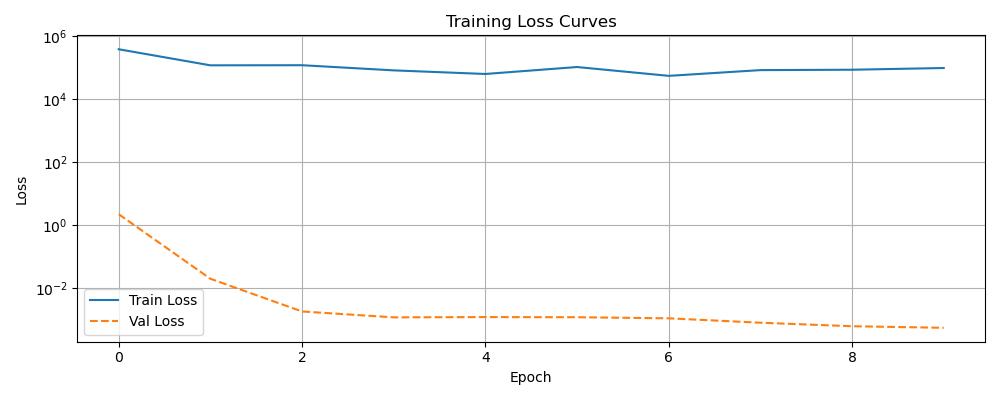 Training Loss Curves
10^6
10^4
10^2
10^0
10^-2
Loss
Train Loss
Val Loss
0 2 4 6 8
Epoch